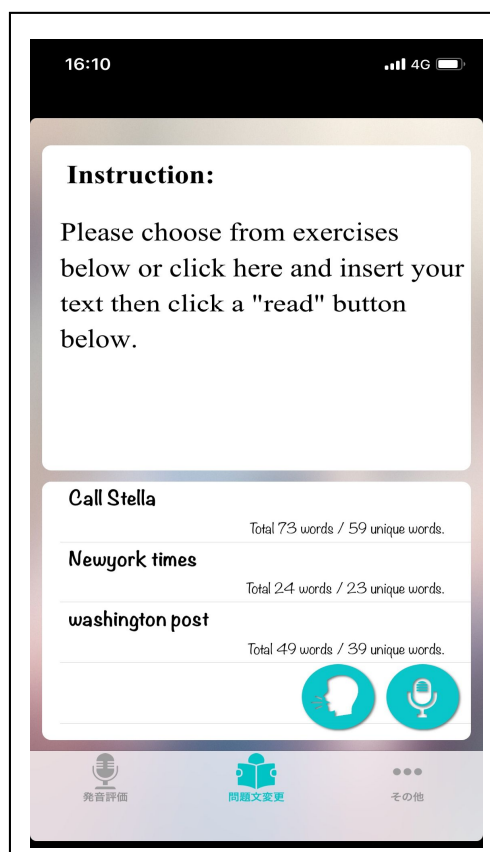 16:10
4G
Instruction:
Please choose from exercises
below or click here and insert your
text then click a "read" button
below.
Call Stella
Total 73 words / 59 unique words.
Newyork times
Total 24 words / 23 unique words.
washington post
Total 49 words / 39 unique words.
発音評価
問題文変更
その他